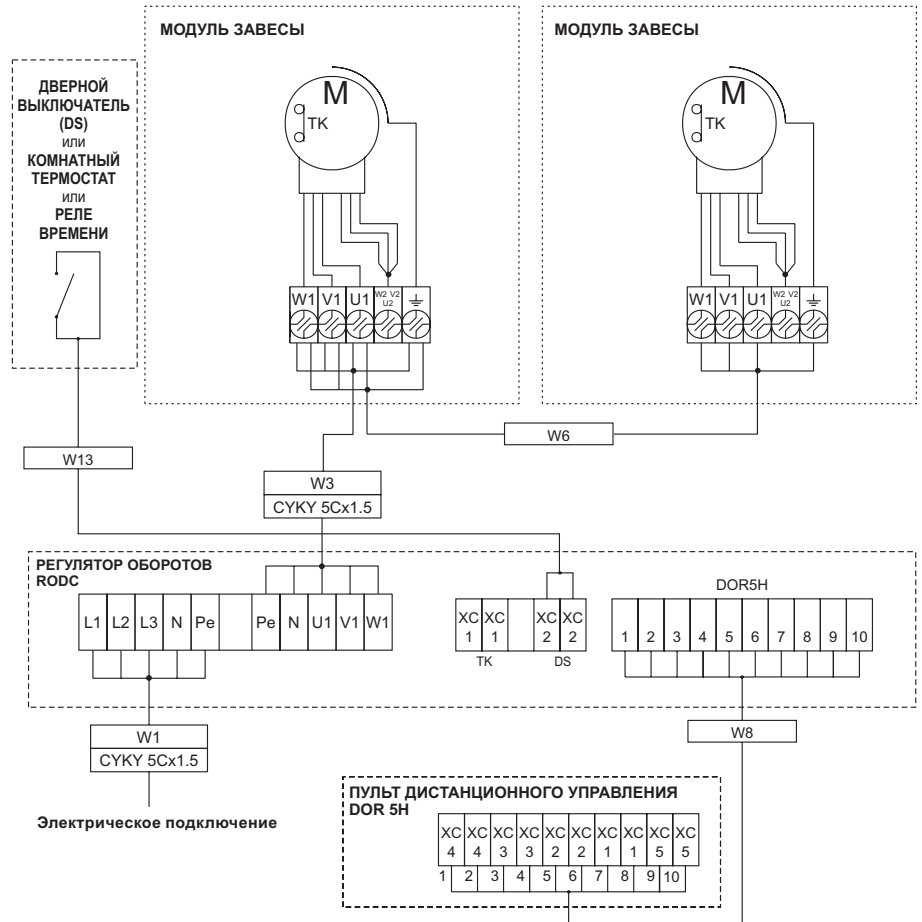 МОДУЛЬ ЗАВЕСЫ
МОДУЛЬ ЗАВЕСЫ
ДВЕРНОЙ
ВЫКЛЮЧАТЕЛЬ
(DS)
или
КОМНАТНЫЙ
ТЕРМОСТАТ
или
РЕЛЕ
ВРЕМЕНИ
M
TK
M
TK
W1 V1 U1 W2 V2 U2
W1 V1 U1 W2 V2 U2
W6
W13
W3
CYKY 5Cx1.5
РЕГУЛЯТОР ОБОРОТОВ
RODC
DOR5H
L1 L2 L3 N Pe Pe N U1 V1 W1
XC 1 XC 1 XC 2 XC 2
TK DS
1 2 3 4 5 6 7 8 9 10
W1
CYKY 5Cx1.5
W8
Электрическое подключение
ПУЛЬТ ДИСТАНЦИОННОГО УПРАВЛЕНИЯ
DOR 5H
XC XC XC XC XC XC XC XC XC XC
4 4 3 3 2 2 1 1 5 5
1 2 3 4 5 6 7 8 9 10